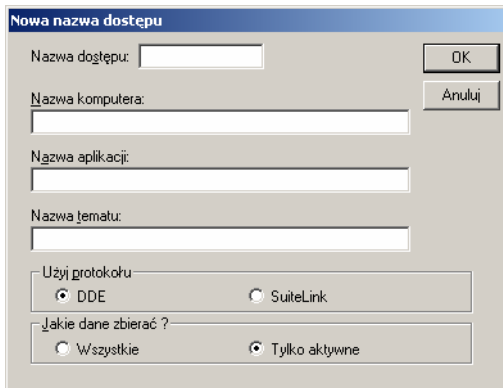 Nowa nazwa dostępu
Nazwa dostępu:
OK
Nazwa komputera:
Anuluj
Nazwa aplikacji:
Nazwa tematu:
Użyj protokołu
DDE SuiteLink
Jakie dane zbierać ?
Wszystkie Tylko aktywne